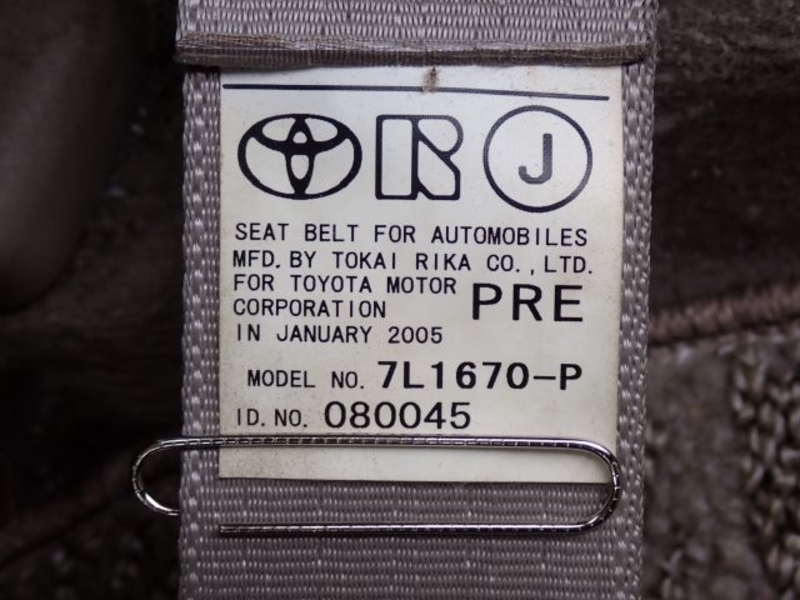 J
SEAT BELT FOR AUTOMOBILES
MFD. BY TOKAI RIKA CO., LTD.
FOR TOYOTA MOTOR
CORPORATION PRE
IN JANUARY 2005
MODEL NO. 7L1670-P
ID. NO. 080045